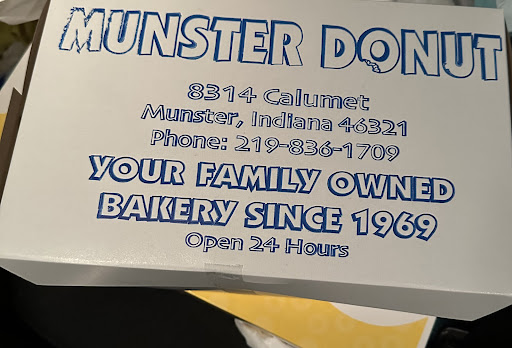 MUNSTER DONUT
8314 Calumet
Munster, Indiana 46321
Phone: 219-836-1709
YOUR FAMILY OWNED
BAKERY SINCE 1969
Open 24 Hours